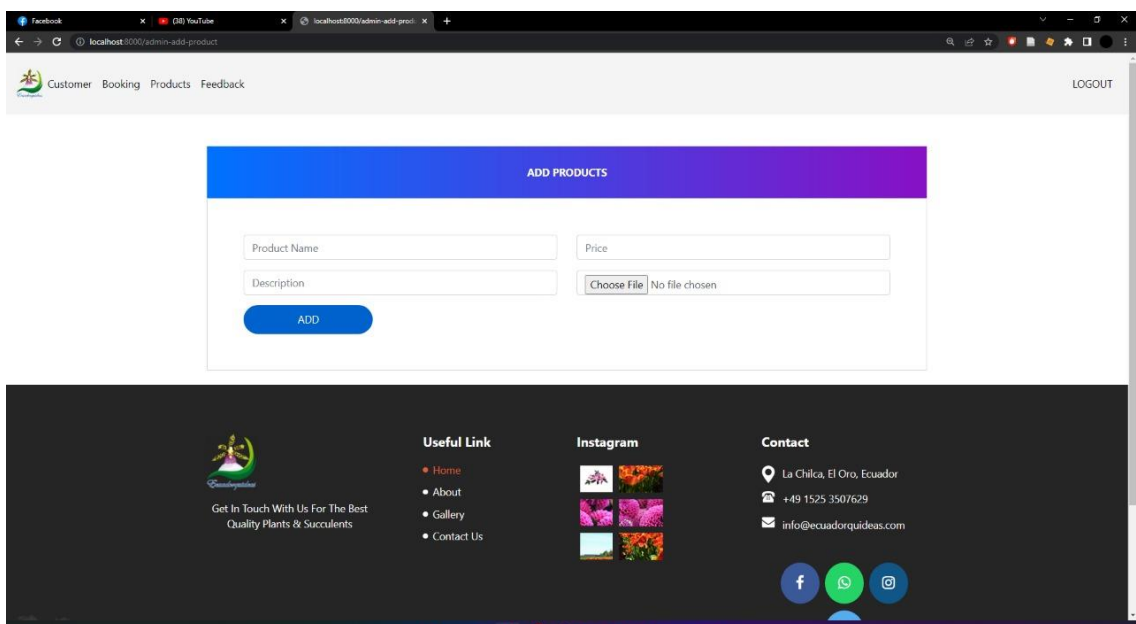 Facebook
(38) YouTube
localhost:8000/admin-add-prod
localhost:8000/admin-add-product
Customer Booking Products Feedback
LOGOUT
ADD PRODUCTS
Product Name
Price
Description
Choose File No file chosen
ADD
Ecuadorquideas
Get In Touch With Us For The Best
Quality Plants & Succulents
Useful Link
Home
About
Gallery
Contact Us
Instagram
Contact
La Chilca, El Oro, Ecuador
+49 1525 3507629
info@ecuadorquideas.com